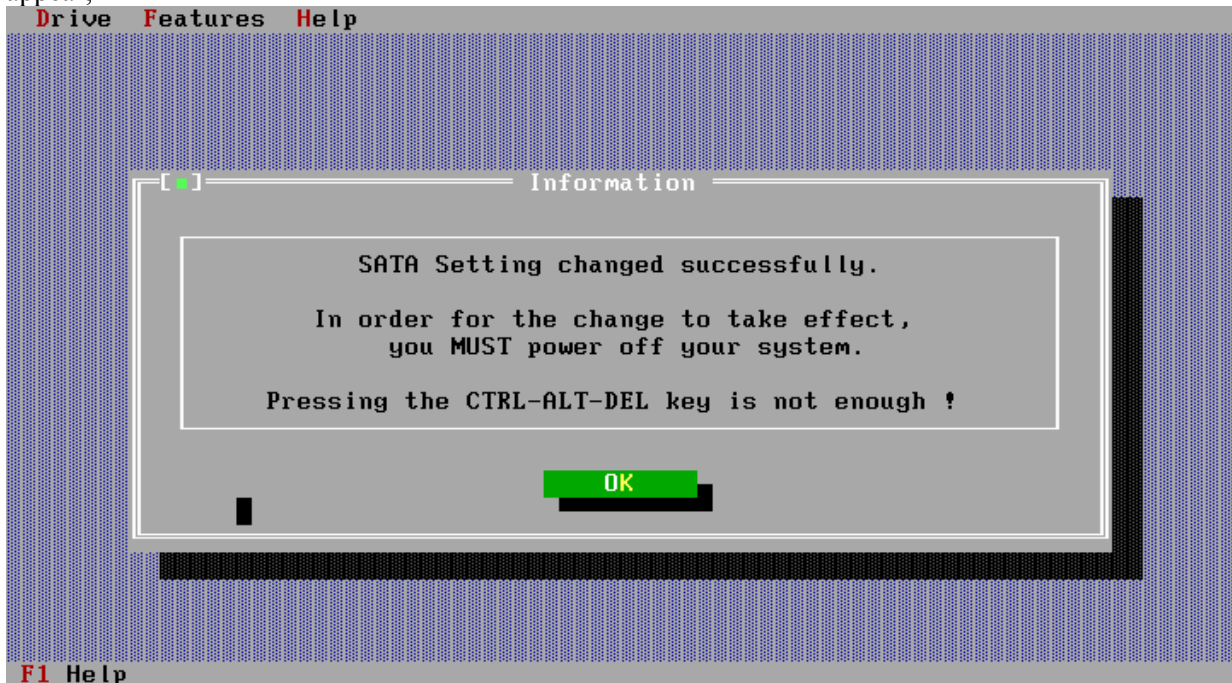 appear,
Drive Features Help
[■] Information
SATA Setting changed successfully.
In order for the change to take effect,
you MUST power off your system.
Pressing the CTRL-ALT-DEL key is not enough !
OK
F1 Help